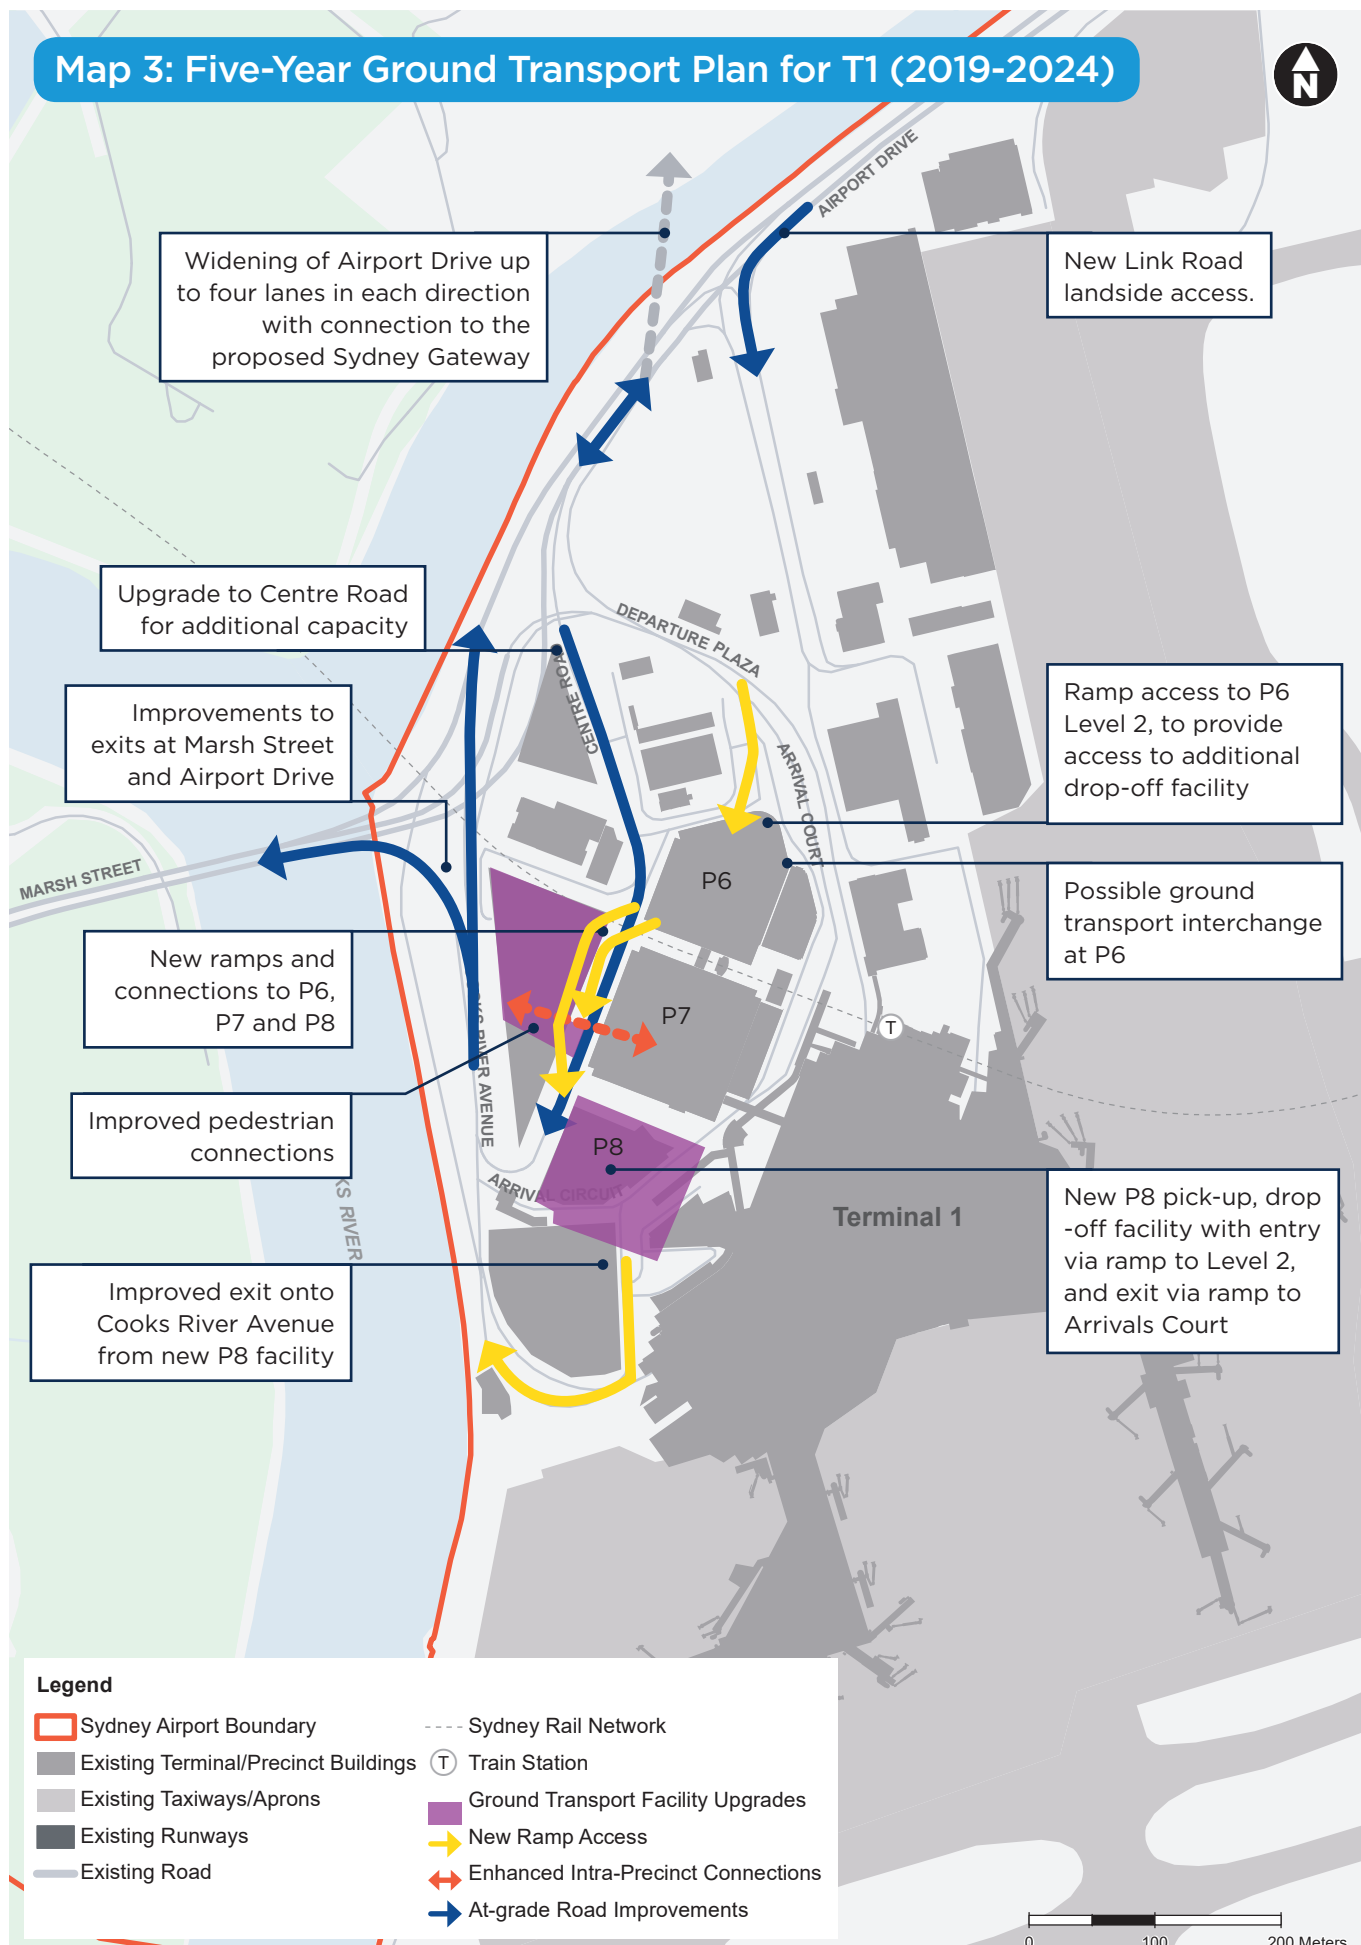 Map 3: Five-Year Ground Transport Plan for T1 (2019-2024)
N
AIRPORT DRIVE
Widening of Airport Drive up
to four lanes in each direction
with connection to the
proposed Sydney Gateway
New Link Road
landside access.
Upgrade to Centre Road
for additional capacity
DEPARTURE PLAZA
CENTRE ROA
Improvements to
exits at Marsh Street
and Airport Drive
Ramp access to P6
Level 2, to provide
access to additional
drop-off facility
ARRIVAL COURT
MARSH STREET
P6
Possible ground
transport interchange
at P6
New ramps and
connections to P6,
P7 and P8
P7
T
OKS RIVER AVENUE
Improved pedestrian
connections
P8
ARRIVAL CIRCUIT
KS RIVER
Terminal 1
New P8 pick-up, drop
-off facility with entry
via ramp to Level 2,
and exit via ramp to
Arrivals Court
Improved exit onto
Cooks River Avenue
from new P8 facility
Legend
Sydney Airport Boundary
Existing Terminal/Precinct Buildings
Existing Taxiways/Aprons
Existing Runways
Existing Road
Sydney Rail Network
T Train Station
Ground Transport Facility Upgrades
New Ramp Access
Enhanced Intra-Precinct Connections
At-grade Road Improvements
0 100 200 Meters